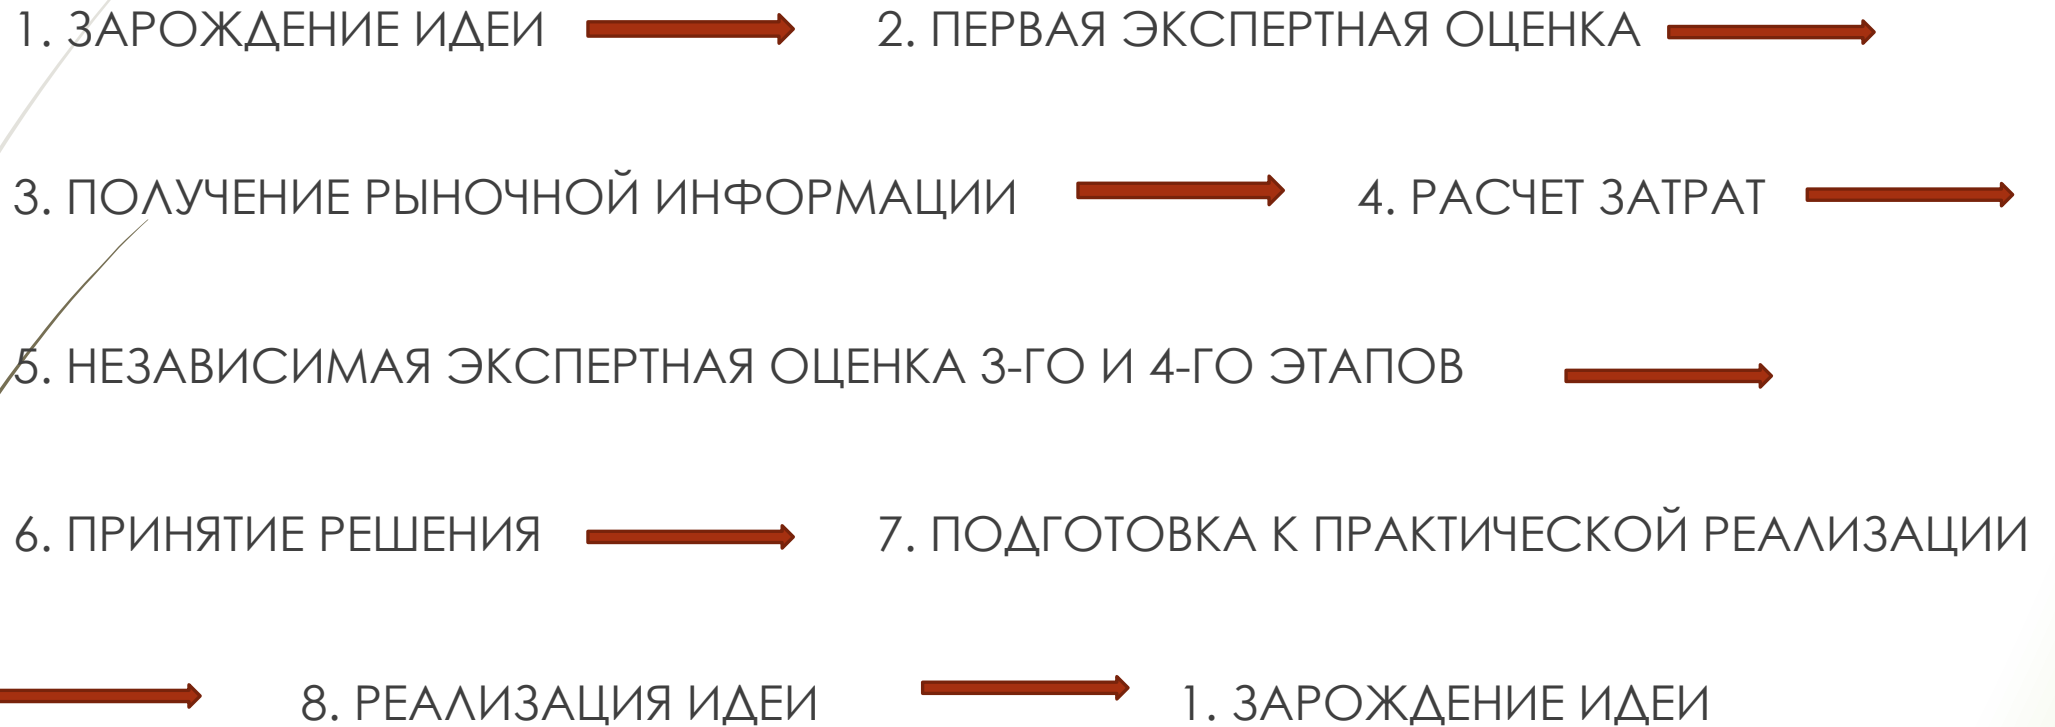 1. ЗАРОЖДЕНИЕ ИДЕИ 2. ПЕРВАЯ ЭКСПЕРТНАЯ ОЦЕНКА
3. ПОЛУЧЕНИЕ РЫНОЧНОЙ ИНФОРМАЦИИ 4. РАСЧЕТ ЗАТРАТ
5. НЕЗАВИСИМАЯ ЭКСПЕРТНАЯ ОЦЕНКА 3-ГО И 4-ГО ЭТАПОВ
6. ПРИНЯТИЕ РЕШЕНИЯ 7. ПОДГОТОВКА К ПРАКТИЧЕСКОЙ РЕАЛИЗАЦИИ
8. РЕАЛИЗАЦИЯ ИДЕИ 1. ЗАРОЖДЕНИЕ ИДЕИ